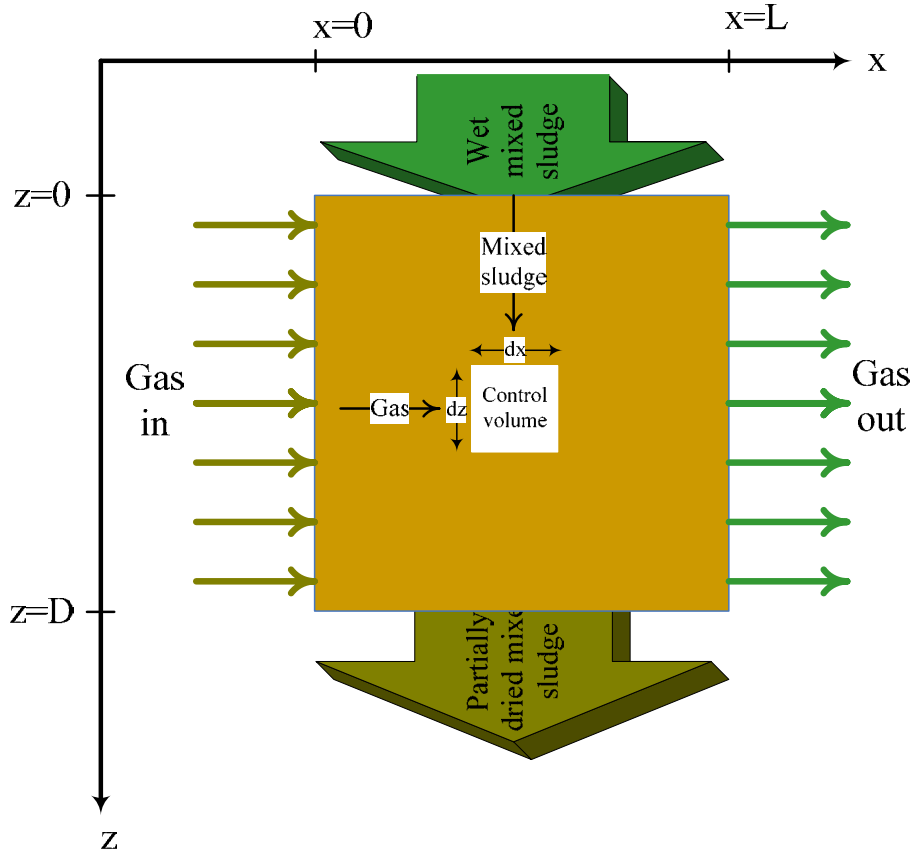 x=0
x=L
x
Wet
mixed
sludge
z=0
Mixed
sludge
dx
Gas
in
Gas
dz
Control
volume
Gas
out
z=D
Partially
dried mixe
sludge
z